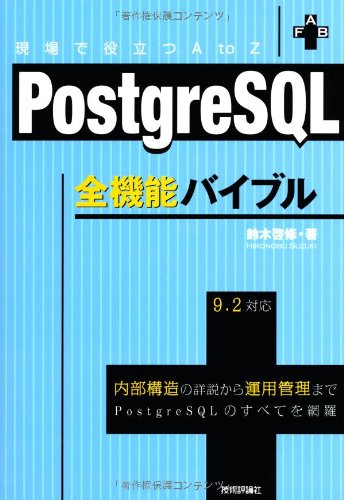 「著作権保護コンテンツ」
FAB
現場で役立つAtoZ
PostgreSQL
全機能バイブル
鈴木啓修・著
HIRONOBU SUZUKI
9.2対応
内部構造の詳説から運用管理まで
PostgreSQLのすべてを網羅
技術評論社
「著作権保護コンテンツ」